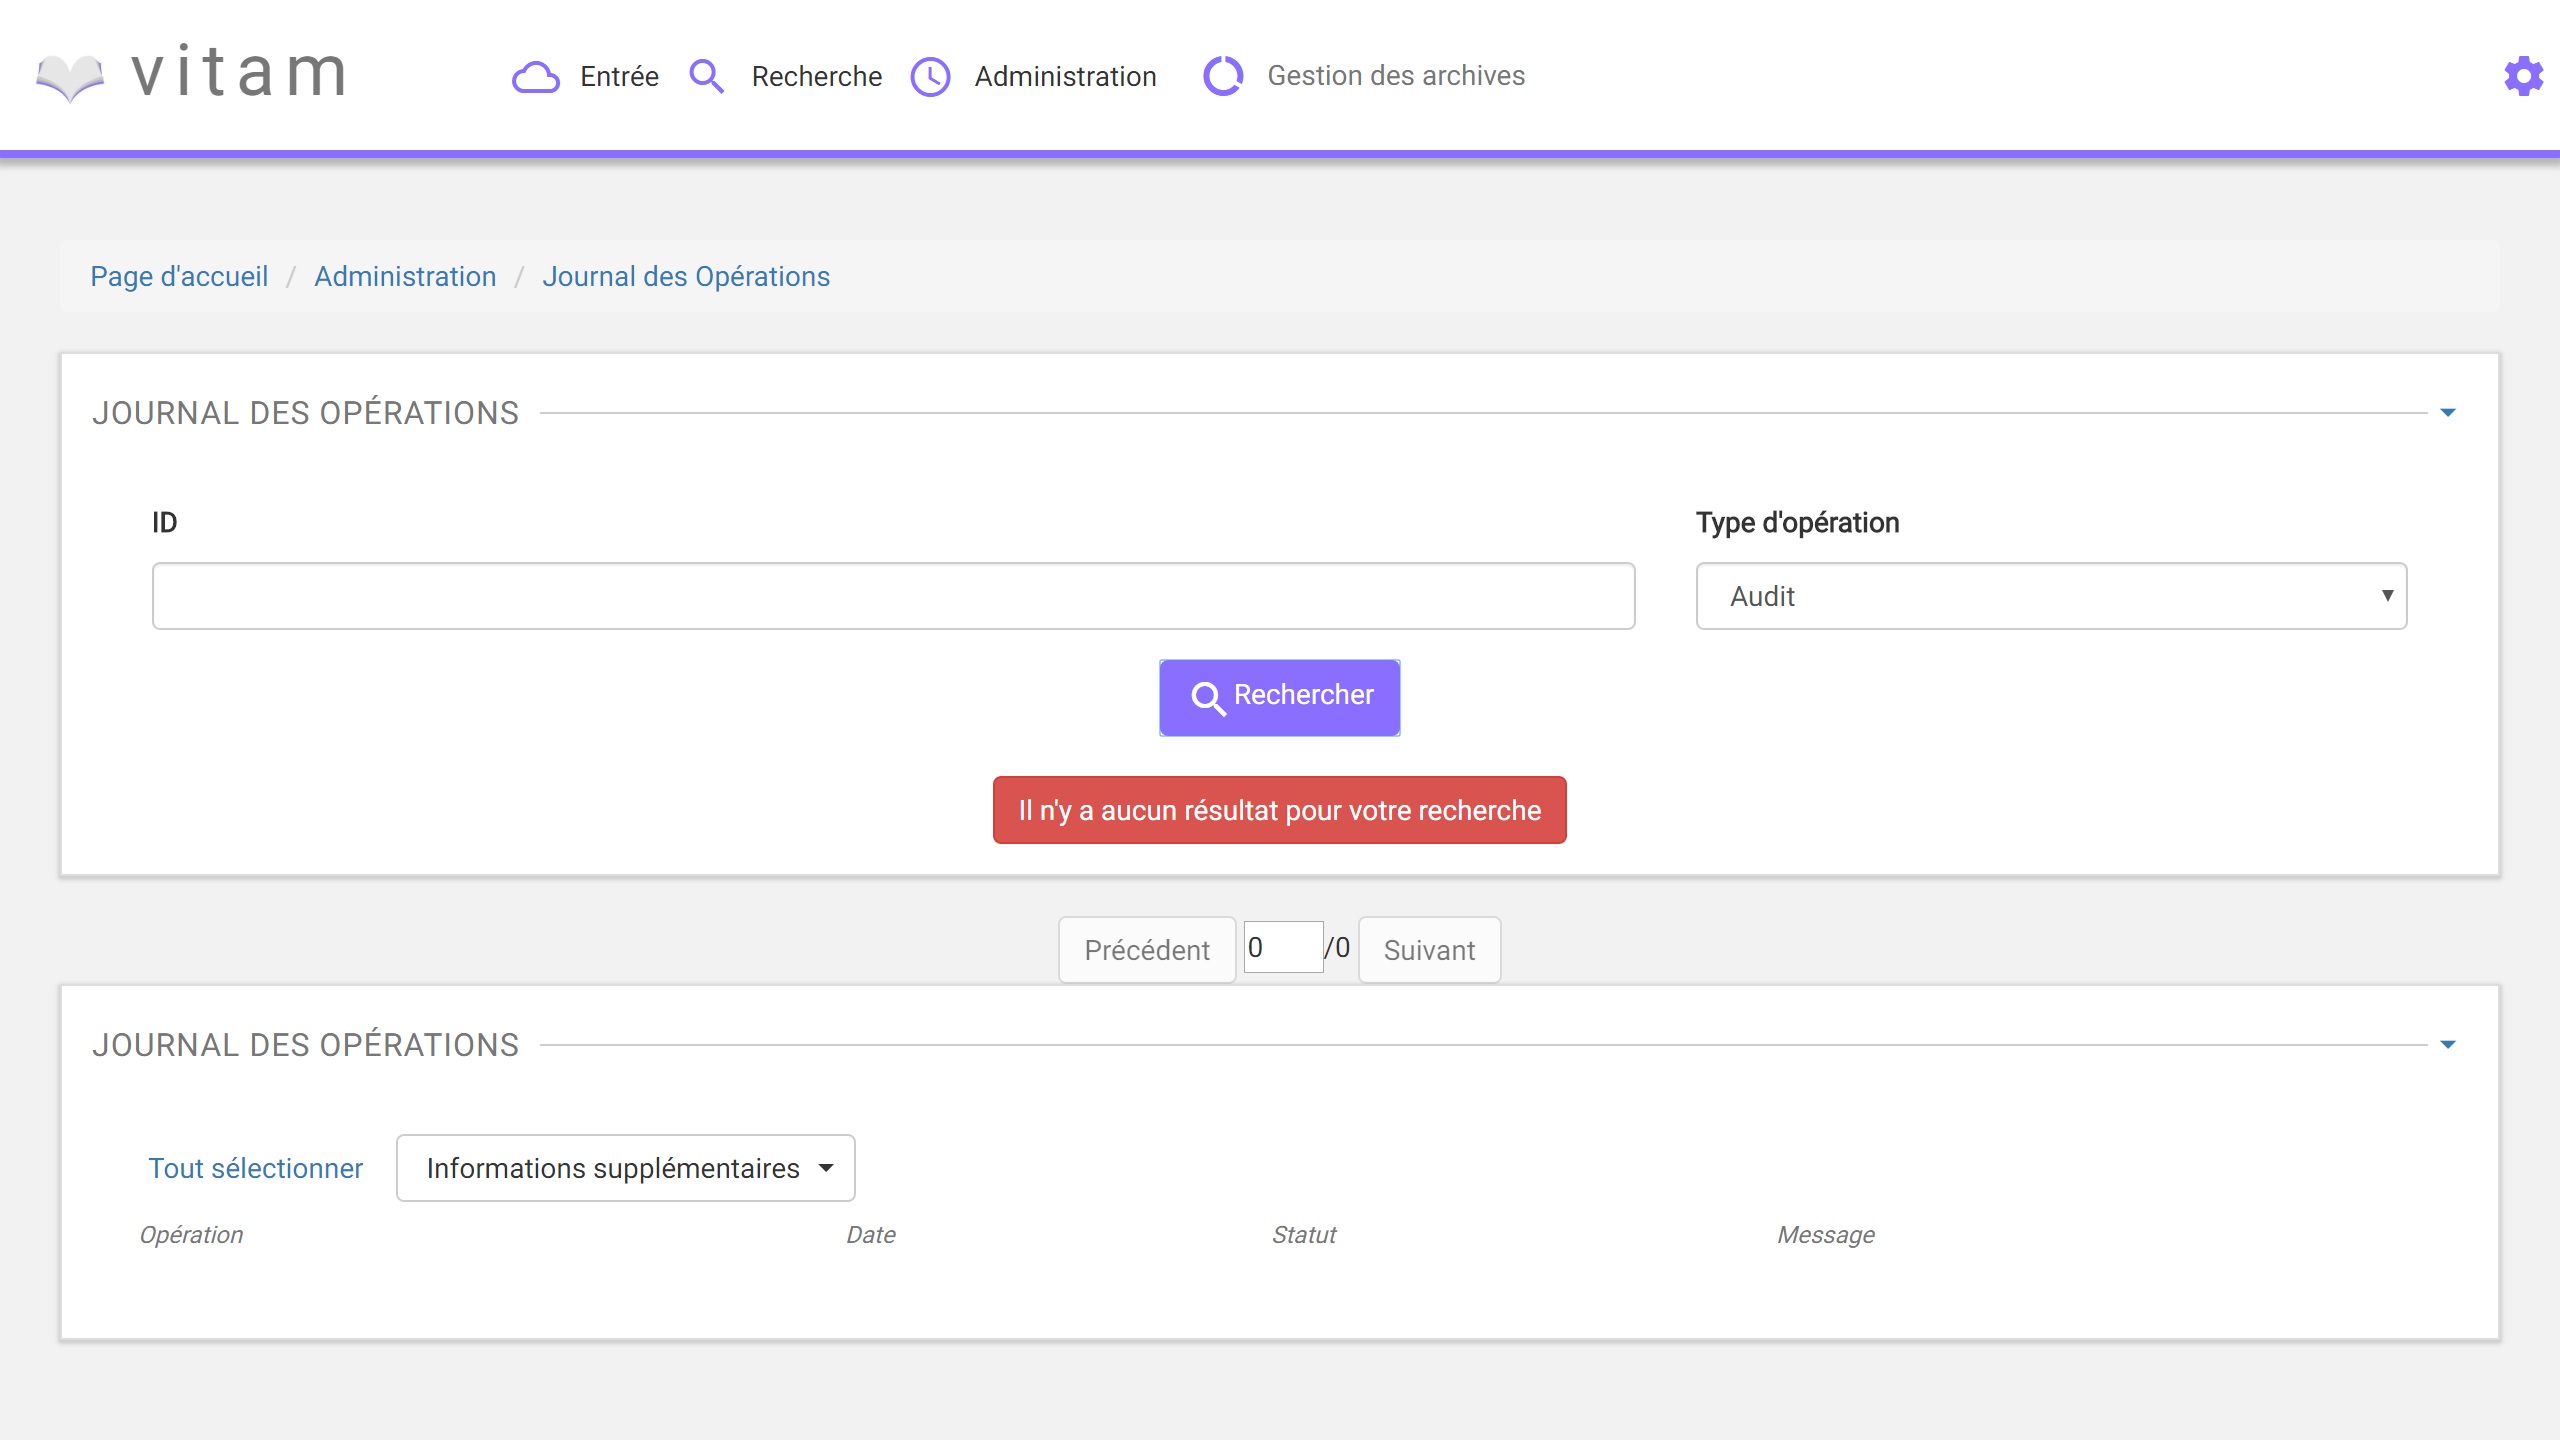 vitam
Entrée Recherche Administration Gestion des archives
Page d'accueil / Administration / Journal des Opérations
JOURNAL DES OPÉRATIONS
ID Type d'opération
Audit
Rechercher
Il n'y a aucun résultat pour votre recherche
Précédent 0 /0 Suivant
JOURNAL DES OPÉRATIONS
Tout sélectionner Informations supplémentaires
Opération Date Statut Message